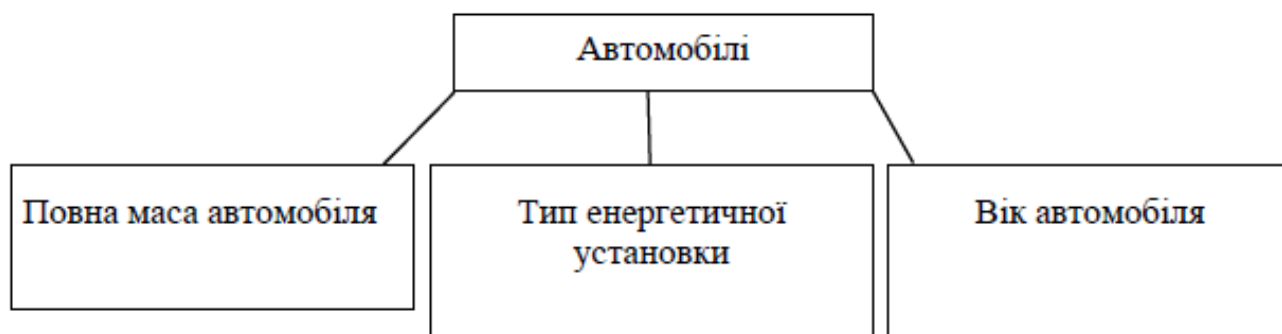 Автомобілі
Повна маса автомобіля
Тип енергетичної
установки
Вік автомобіля